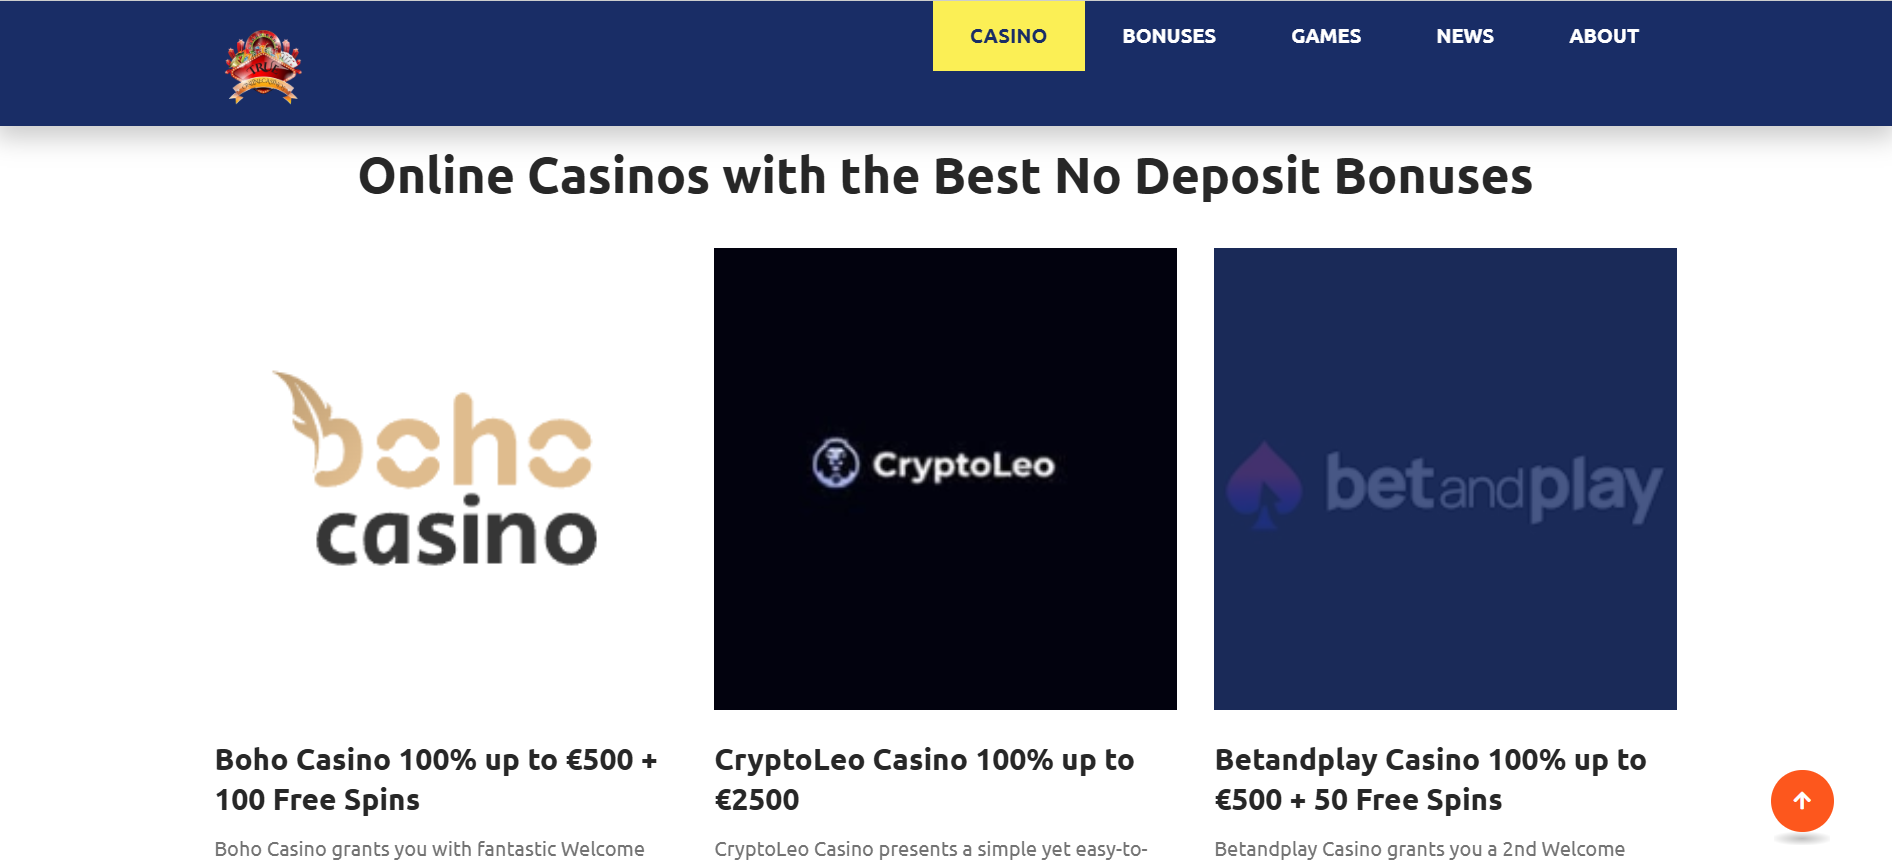 CASINO
BONUSES
GAMES
NEWS
ABOUT
TRUE
Online Casinos with the Best No Deposit Bonuses
boho
casino
CryptoLeo
betandplay
Boho Casino 100% up to €500 +
100 Free Spins
CryptoLeo Casino 100% up to
€2500
Betandplay Casino 100% up to
€500 + 50 Free Spins
Boho Casino grants you with fantastic Welcome
CryptoLeo Casino presents a simple yet easy-to-
Betandplay Casino grants you a 2nd Welcome